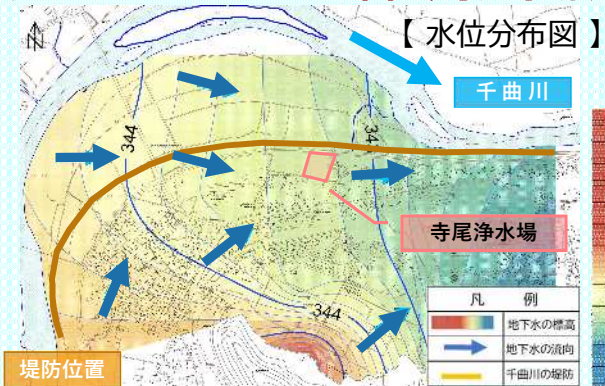 【 水位分布図 】
千曲川
344
34
寺尾浄水場
344
凡 例
地下水の標高
地下水の流向
千曲川の堤防
堤防位置